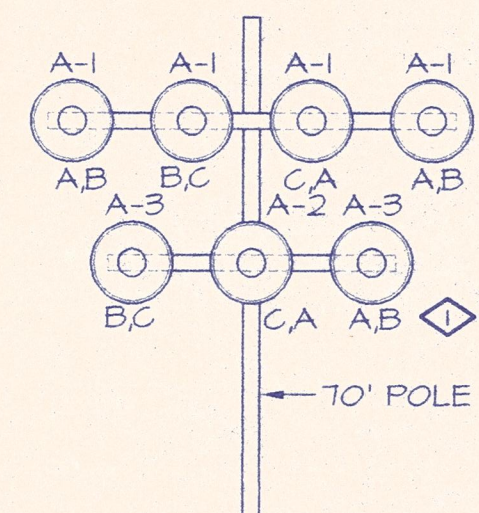 A-1 A-1 A-1 A-1
A,B B,C C,A A,B
A-3 A-2 A-3
B,C C,A A,B 1
70' POLE